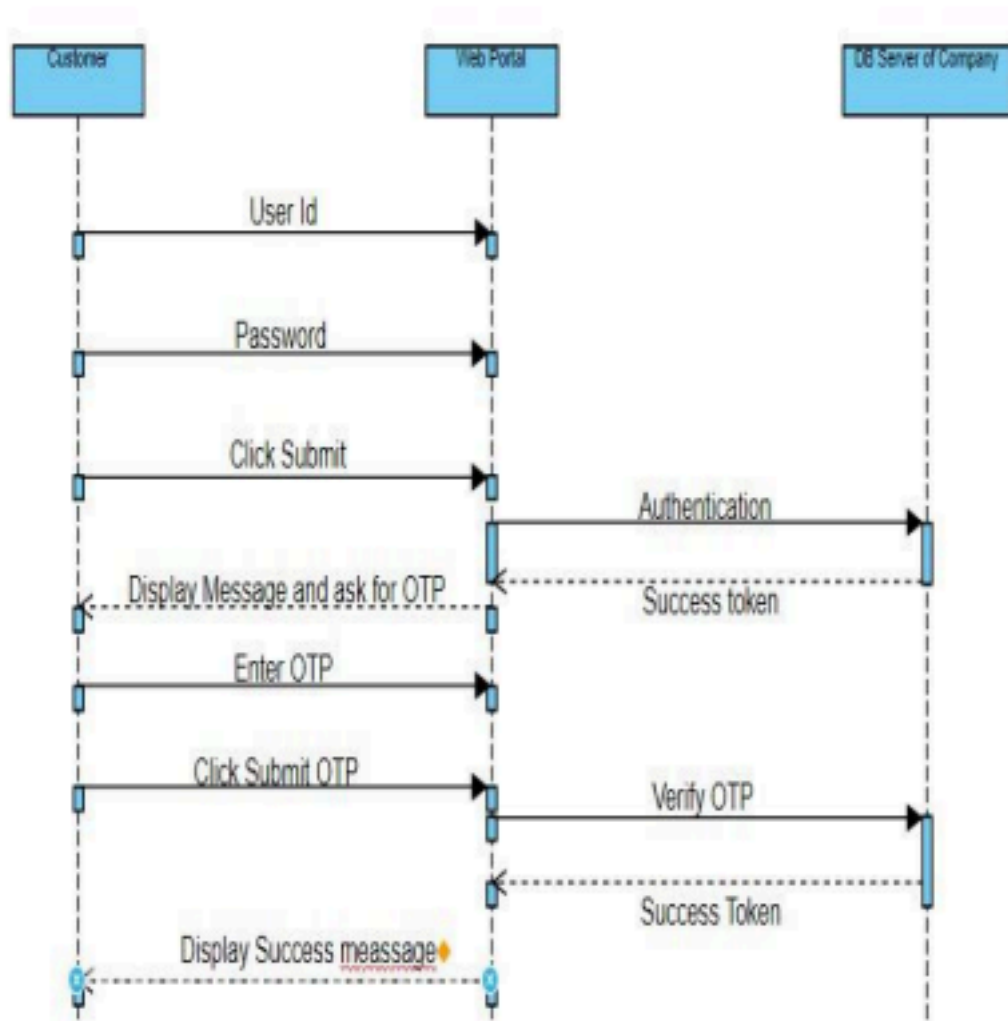 Customer
Web Portal
DB Server of Company
User Id
Password
Click Submit
Authentication
Success token
Display Message and ask for OTP
Enter OTP
Click Submit OTP
Verify OTP
Success Token
Display Success meassage